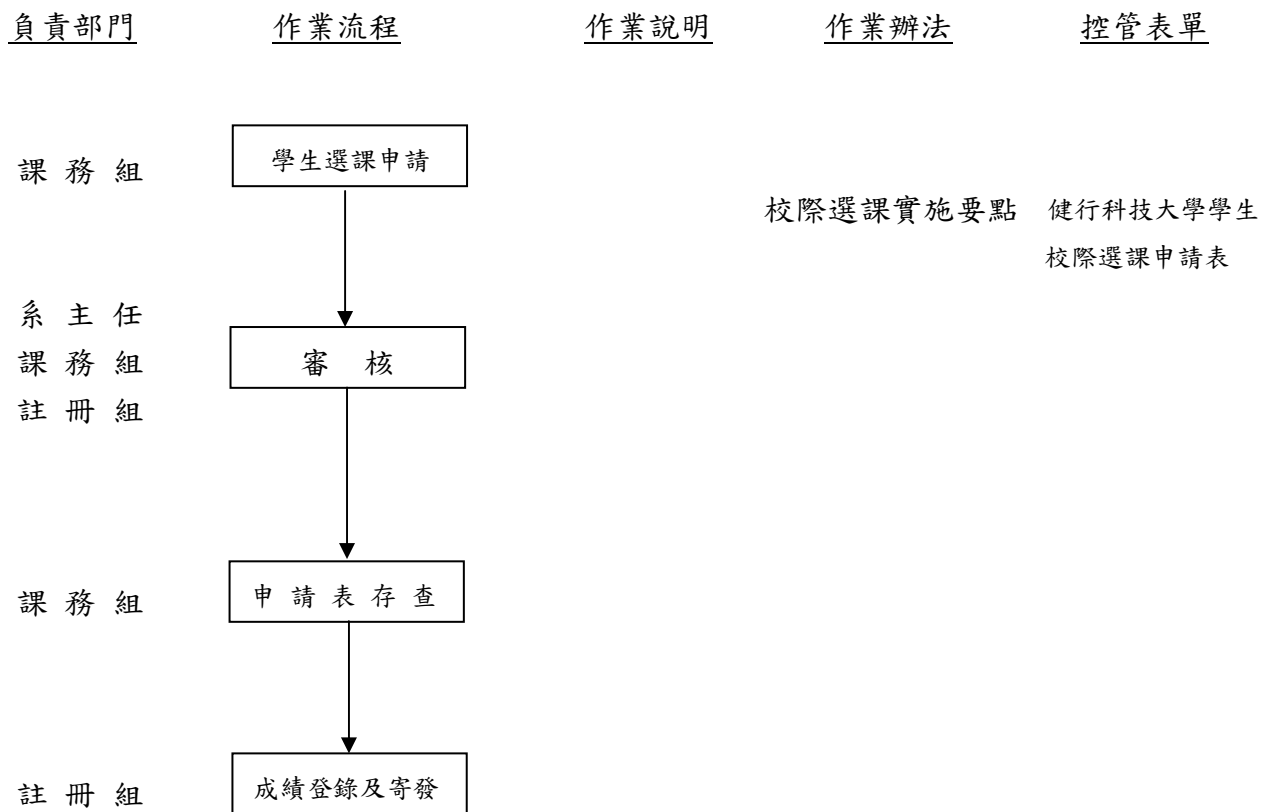 負責部門 作業流程 作業說明 作業辦法 控管表單
課務組 學生選課申請
校際選課實施要點 健行科技大學學生
校際選課申請表
系主任
課務組 審核
註冊組
課務組 申請表存查
註冊組 成績登錄及寄發